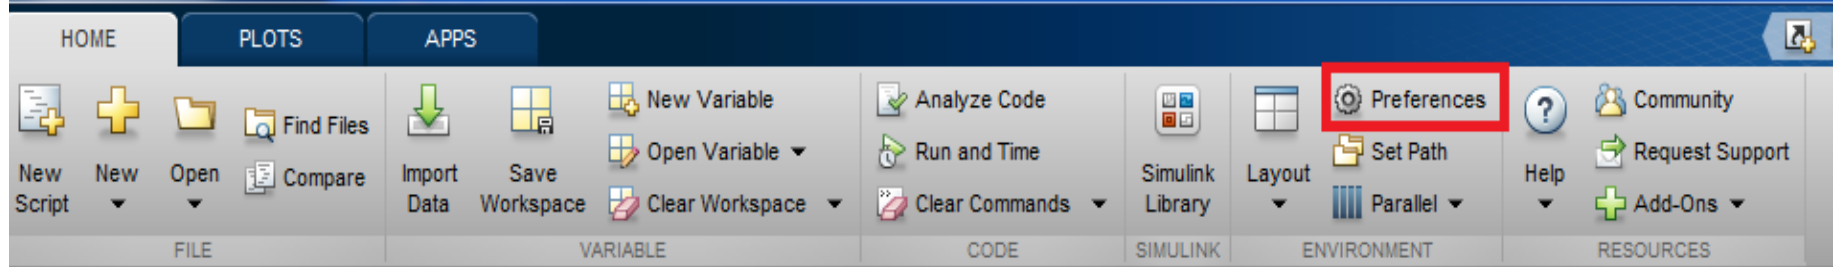 HOME
PLOTS
APPS
New
Script
New
Open
Find Files
Compare
FILE
Import
Data
Save
Workspace
New Variable
Open Variable
Clear Workspace
VARIABLE
Analyze Code
Run and Time
Clear Commands
CODE
Simulink
Library
SIMULINK
Layout
Preferences
Set Path
Parallel
ENVIRONMENT
?
Help
Community
Request Support
Add-Ons
RESOURCES